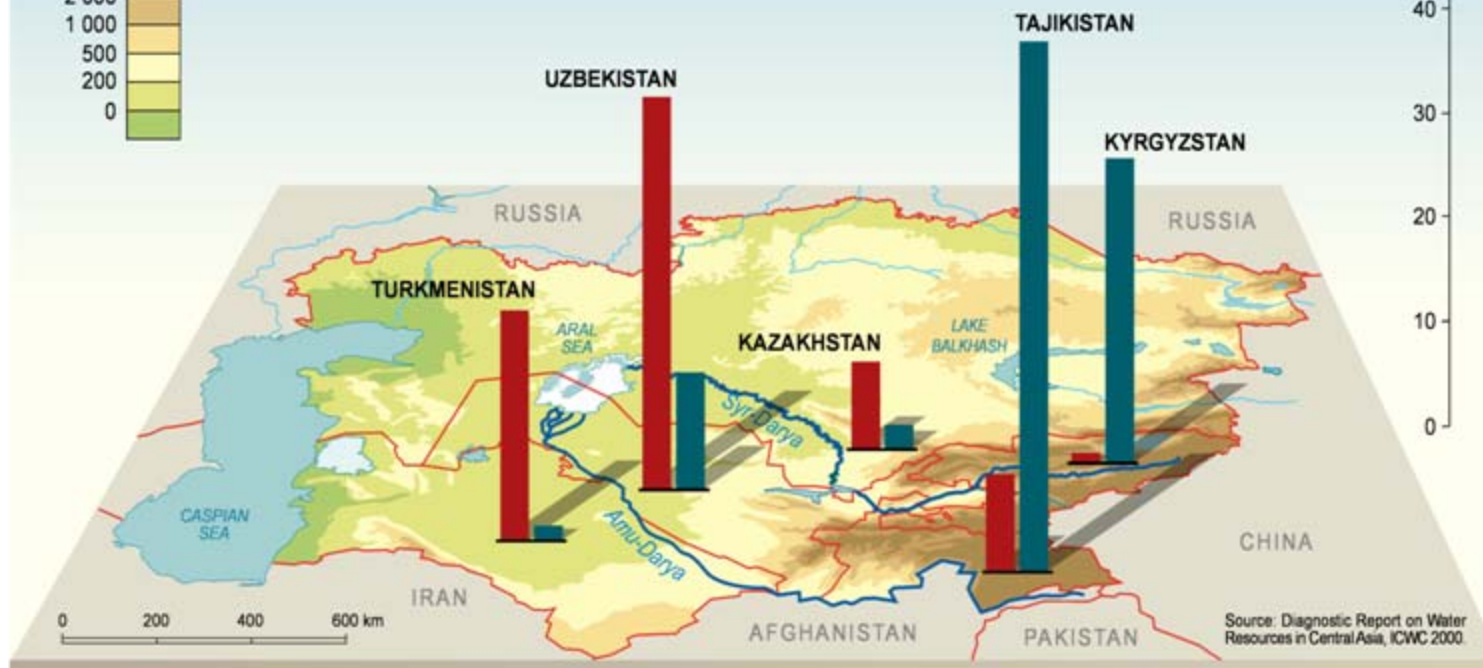 2 000
1 000
500
200
0
40
30
20
10
0
TAJIKISTAN
UZBEKISTAN
KYRGYZSTAN
RUSSIA
RUSSIA
TURKMENISTAN
ARAL
SEA
KAZAKHSTAN
LAKE
BALKHASH
Syr-Darya
CASPIAN
SEA
Amu-Darya
CHINA
IRAN
0 200 400 600 km
AFGHANISTAN
PAKISTAN
Source: Diagnostic Report on Water
Resources in Central Asia, ICWC 2000.